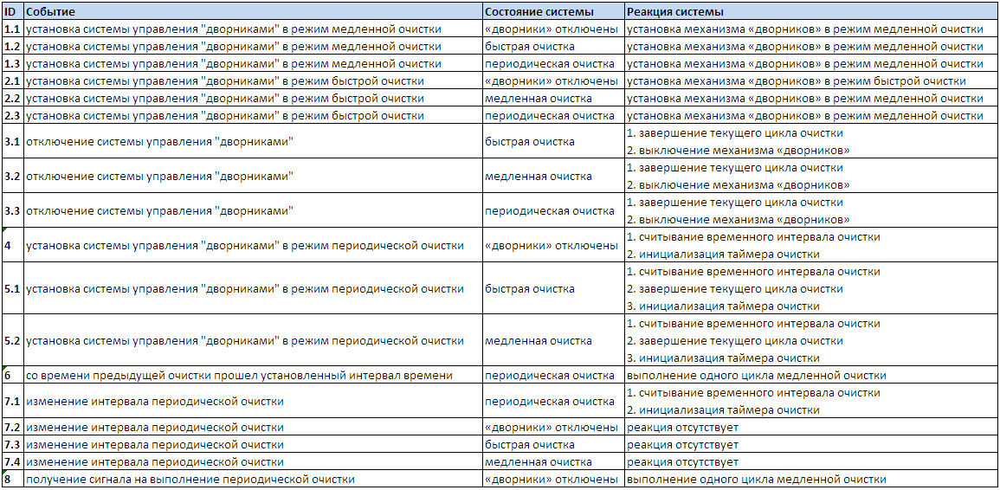 ID Событие Состояние системы Реакция системы
1.1 установка системы управления "дворниками" в режим медленной очистки «дворники» отключены установка механизма «дворников» в режим медленной очистки
1.2 установка системы управления "дворниками" в режим медленной очистки быстрая очистка установка механизма «дворников» в режим медленной очистки
1.3 установка системы управления "дворниками" в режим медленной очистки периодическая очистка установка механизма «дворников» в режим медленной очистки
2.1 установка системы управления "дворниками" в режим быстрой очистки «дворники» отключены установка механизма «дворников» в режим быстрой очистки
2.2 установка системы управления "дворниками" в режим быстрой очистки медленная очистка установка механизма «дворников» в режим медленной очистки
2.3 установка системы управления "дворниками" в режим быстрой очистки периодическая очистка установка механизма «дворников» в режим медленной очистки
3.1 отключение системы управления "дворниками" быстрая очистка 1. завершение текущего цикла очистки
2. выключение механизма «дворников»
3.2 отключение системы управления "дворниками" медленная очистка 1. завершение текущего цикла очистки
2. выключение механизма «дворников»
3.3 отключение системы управления "дворниками" периодическая очистка 1. завершение текущего цикла очистки
2. выключение механизма «дворников»
4 установка системы управления "дворниками" в режим периодической очистки «дворники» отключены 1. считывание временного интервала очистки
2. инициализация таймера очистки
5.1 установка системы управления "дворниками" в режим периодической очистки быстрая очистка 1. считывание временного интервала очистки
2. завершение текущего цикла очистки
3. инициализация таймера очистки
5.2 установка системы управления "дворниками" в режим периодической очистки медленная очистка 1. считывание временного интервала очистки
2. завершение текущего цикла очистки
3. инициализация таймера очистки
6 со времени предыдущей очистки прошел установленный интервал времени периодическая очистка выполнение одного цикла медленной очистки
7.1 изменение интервала периодической очистки периодическая очистка 1. считывание временного интервала очистки
2. инициализация таймера очистки
7.2 изменение интервала периодической очистки «дворники» отключены реакция отсутствует
7.3 изменение интервала периодической очистки быстрая очистка реакция отсутствует
7.4 изменение интервала периодической очистки медленная очистка реакция отсутствует
8 получение сигнала на выполнение периодической очистки «дворники» отключены выполнение одного цикла медленной очистки